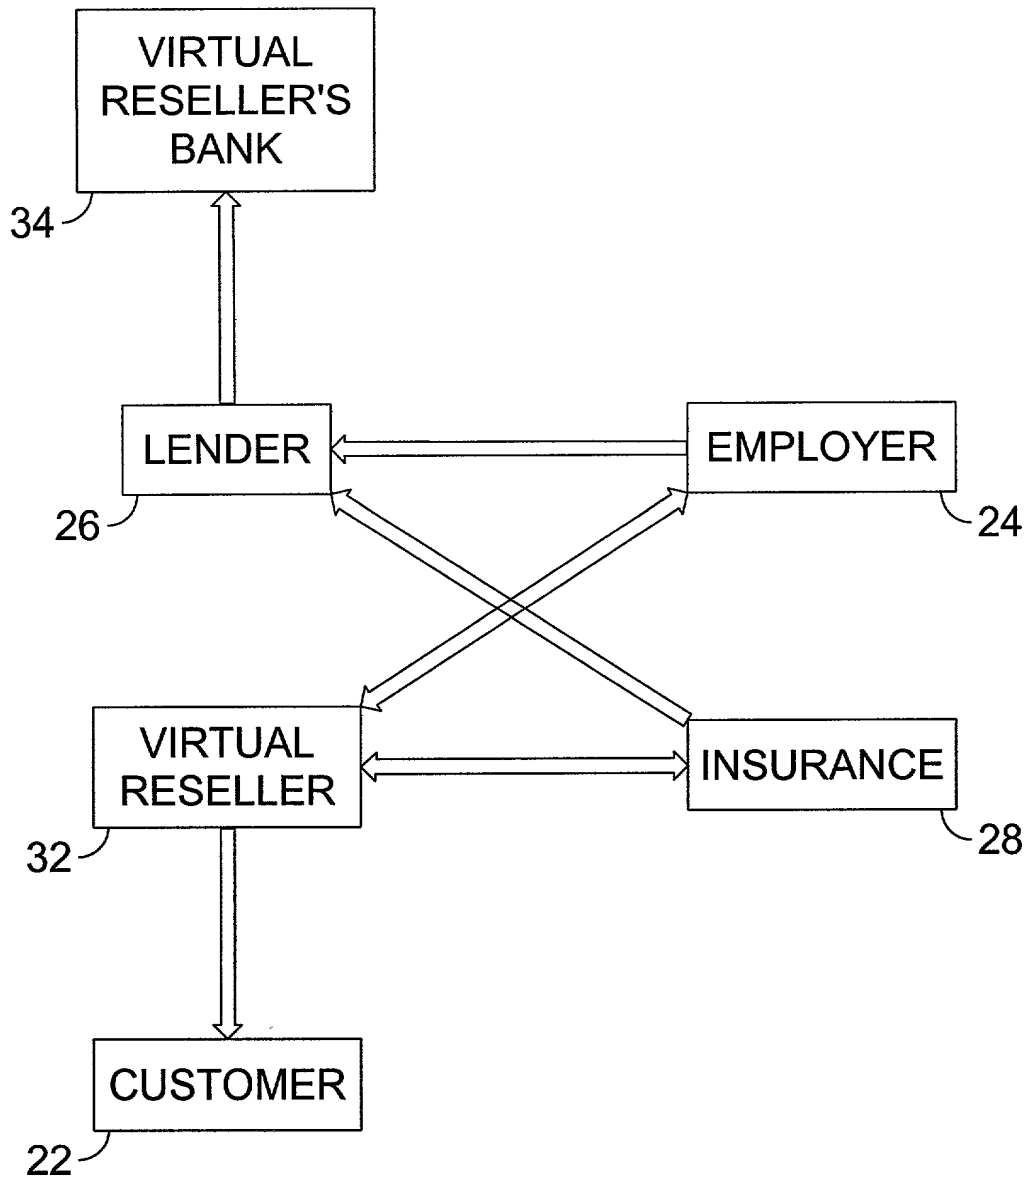 VIRTUAL
RESELLER'S
BANK
34
LENDER
26
EMPLOYER
24
VIRTUAL
RESELLER
32
INSURANCE
28
CUSTOMER
22